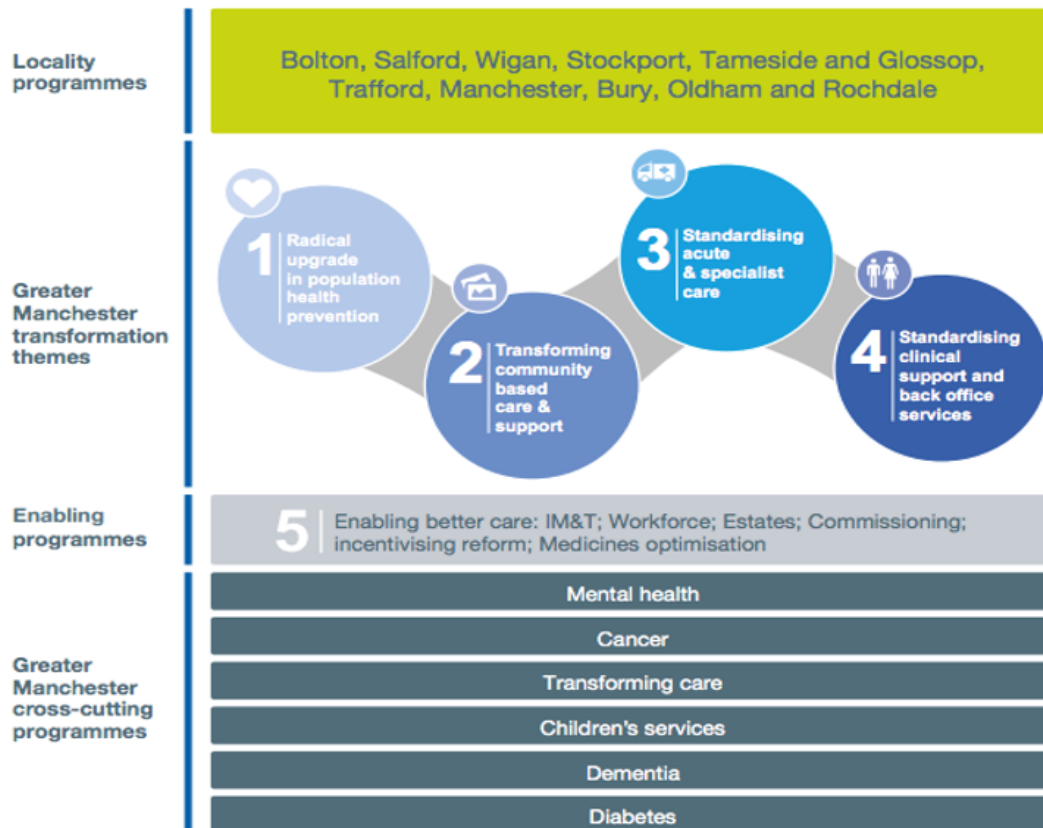 Locality
programmes
Bolton, Salford, Wigan, Stockport, Tameside and Glossop,
Trafford, Manchester, Bury, Oldham and Rochdale
Greater
Manchester
transformation
themes
1
Radical
upgrade
in population
health
prevention
2
Transforming
community
based
care &
support
3
Standardising
acute
& specialist
care
4
Standardising
clinical
support and
back office
services
Enabling
programmes
5
Enabling better care: IM&T; Workforce; Estates; Commissioning;
incentivising reform; Medicines optimisation
Greater
Manchester
cross-cutting
programmes
Mental health
Cancer
Transforming care
Children's services
Dementia
Diabetes